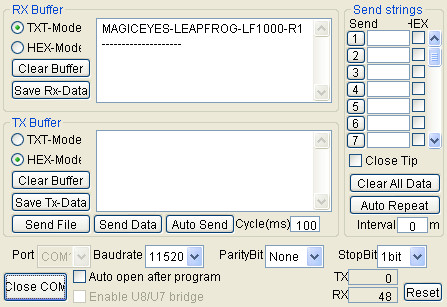 RX Buffer
TXT-Mode
HEX-Mode
Clear Buffer
Save Rx-Data
MAGICEYES-LEAPFROG-LF1000-R1
--------------------
TX Buffer
TXT-Mode
HEX-Mode
Clear Buffer
Save Tx-Data
Send File
Send Data
Auto Send
Cycle(ms)
100
Send strings
Send
HEX
1
2
3
4
5
6
7
Close Tip
Clear All Data
Auto Repeat
Interval
0
m
Port
COM
Baudrate
11520
ParityBit
None
StopBit
1bit
Close COM
Auto open after program
Enable U8/U7 bridge
TX
0
RX
48
Reset